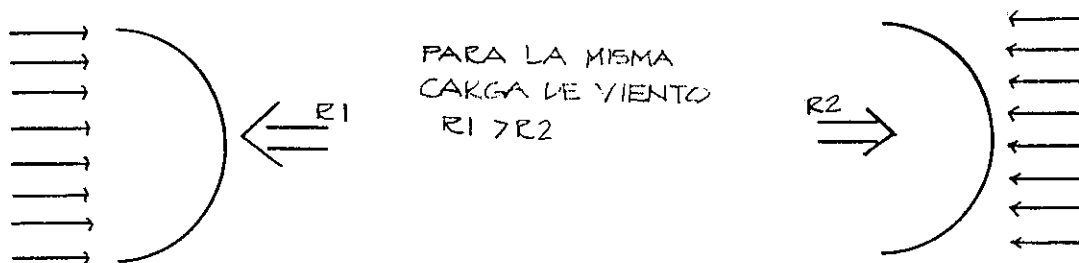 PARA LA MISMA
CARGA DE VIENTO
R1 > R2
R1
R2